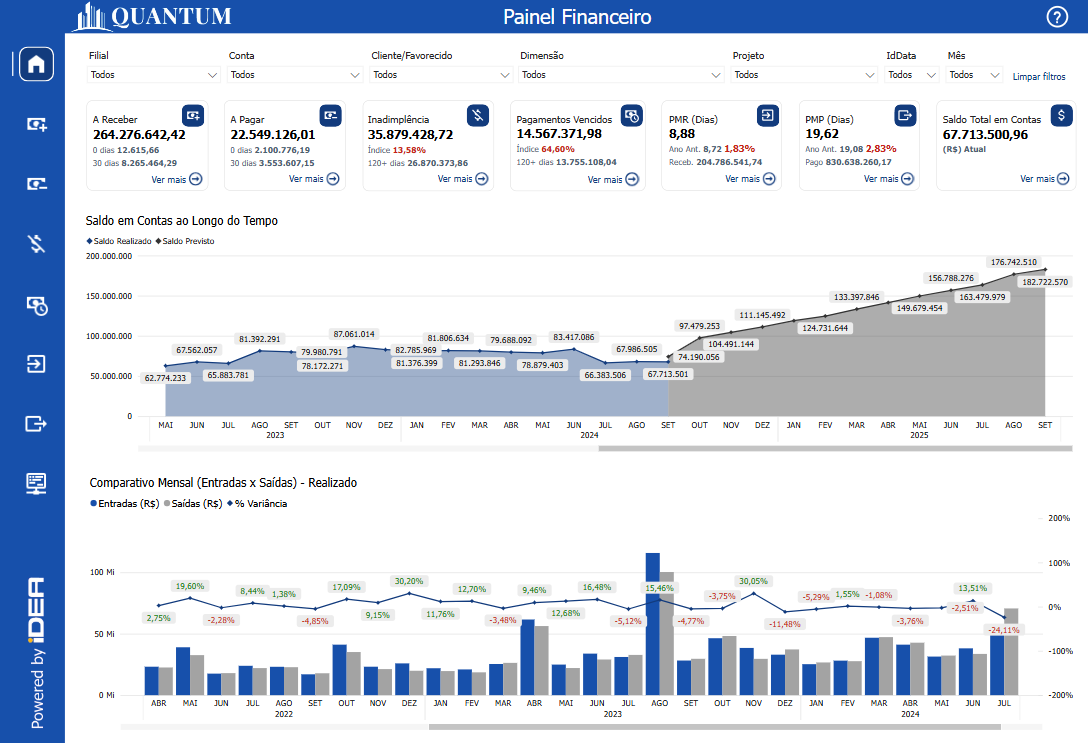 QUANTUM
Painel Financeiro
?
Filial Conta Cliente/Favorecido Dimensão Projeto IdData Mês
Todos Todos Todos Todos Todos Todos Todos Limpar filtros
A Receber
264.276.642,42
0 dias 12.615,66
30 dias 8.265.464,29
Ver mais
A Pagar
22.549.126,01
0 dias 2.100.776,19
30 dias 3.553.607,15
Ver mais
Inadimplência
35.879.428,72
Índice 13,58%
120+ dias 26.870.373,86
Ver mais
Pagamentos Vencidos
14.567.371,98
Índice 64,60%
120+ dias 13.755.108,04
Ver mais
PMR (Dias)
8,88
Ano Ant. 8,72 1,83%
Receb. 204.786.541,74
Ver mais
PMP (Dias)
19,62
Ano Ant. 19,08 2,83%
Pago 830.638.260,17
Ver mais
Saldo Total em Contas
67.713.500,96
(R$) Atual
Ver mais
Saldo em Contas ao Longo do Tempo
Saldo Realizado Saldo Previsto
200.000.000
150.000.000
100.000.000
50.000.000
0
62.774.233
67.562.057
65.883.781
81.392.291
79.980.791
78.172.271
87.061.014
82.785.969
81.376.399
81.806.634
81.293.846
79.688.092
78.879.403
83.417.086
66.383.506
67.986.505
67.713.501
74.190.056
97.479.253
104.491.144
111.145.492
124.731.644
133.397.846
149.679.454
156.788.276
163.479.979
176.742.510
182.722.570
MAI JUN JUL AGO SET OUT NOV DEZ JAN FEV MAR ABR MAI JUN JUL AGO SET OUT NOV DEZ JAN FEV MAR ABR MAI JUN JUL AGO SET
2023 2024 2025
Comparativo Mensal (Entradas x Saídas) - Realizado
Entradas (R$) Saídas (R$) % Variância
100 Mi
50 Mi
0 Mi
200%
100%
0%
-100%
-200%
2,75%
19,60%
-2,28%
8,44%
1,38%
-4,85%
17,09%
9,15%
30,20%
11,76%
12,70%
-3,48%
9,46%
12,68%
16,48%
-5,12%
15,46%
-4,77%
-3,75%
30,05%
-11,48%
-5,29%
1,55%
-1,08%
-3,76%
-2,51%
13,51%
-24,11%
ABR MAI JUN JUL AGO SET OUT NOV DEZ JAN FEV MAR ABR MAI JUN JUL AGO SET OUT NOV DEZ JAN FEV MAR ABR MAI JUN JUL
2022 2023 2024
Powered by iDEA